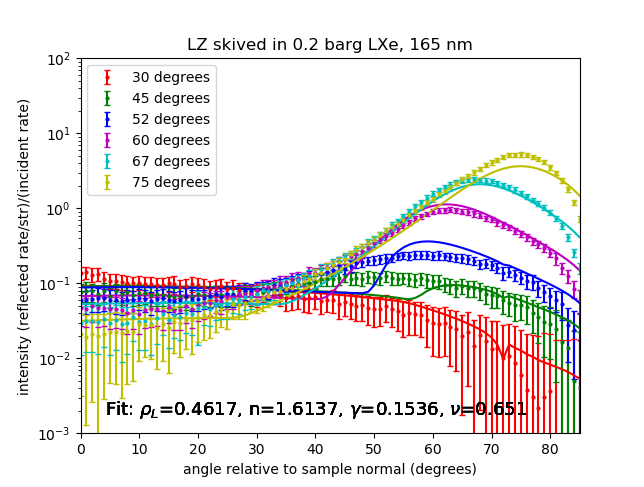 LZ skived in 0.2 barg LXe, 165 nm
intensity (reflected rate/str)/(incident rate)
10²
10¹
10⁰
10⁻¹
10⁻²
10⁻³
30 degrees
45 degrees
52 degrees
60 degrees
67 degrees
75 degrees
Fit: ρ_L=0.4617, n=1.6137, γ=0.1536, ν=0.651
0 10 20 30 40 50 60 70 80
angle relative to sample normal (degrees)